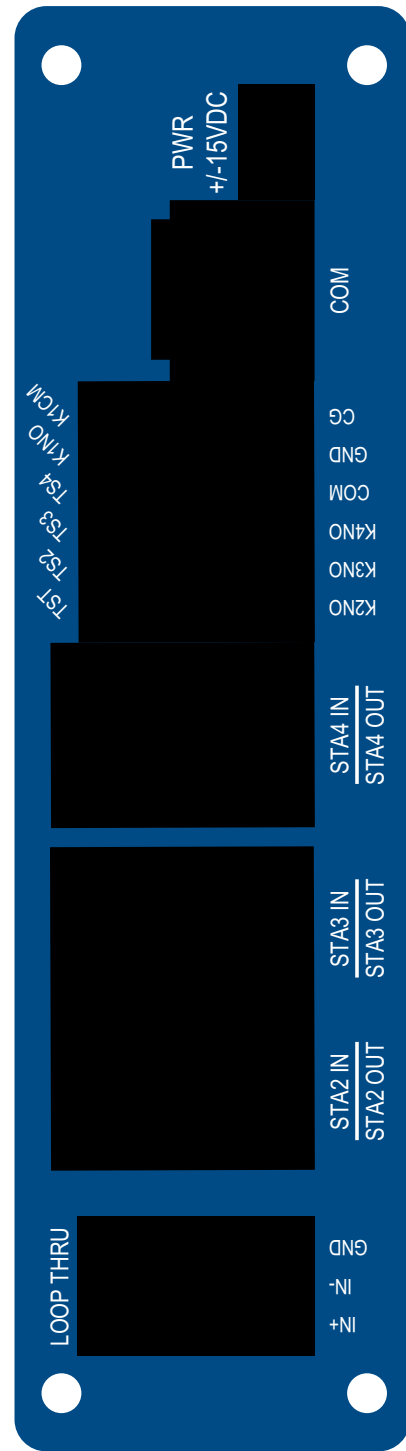 PWR
+/-15VDC
COM
K1CM
K1NO
TS4
TS3
TS2
TST
CG
GND
COM
K4NO
K3NO
K2NO
STA4 IN
STA4 OUT
STA3 IN
STA3 OUT
STA2 IN
STA2 OUT
LOOP THRU
GND
IN-
IN+